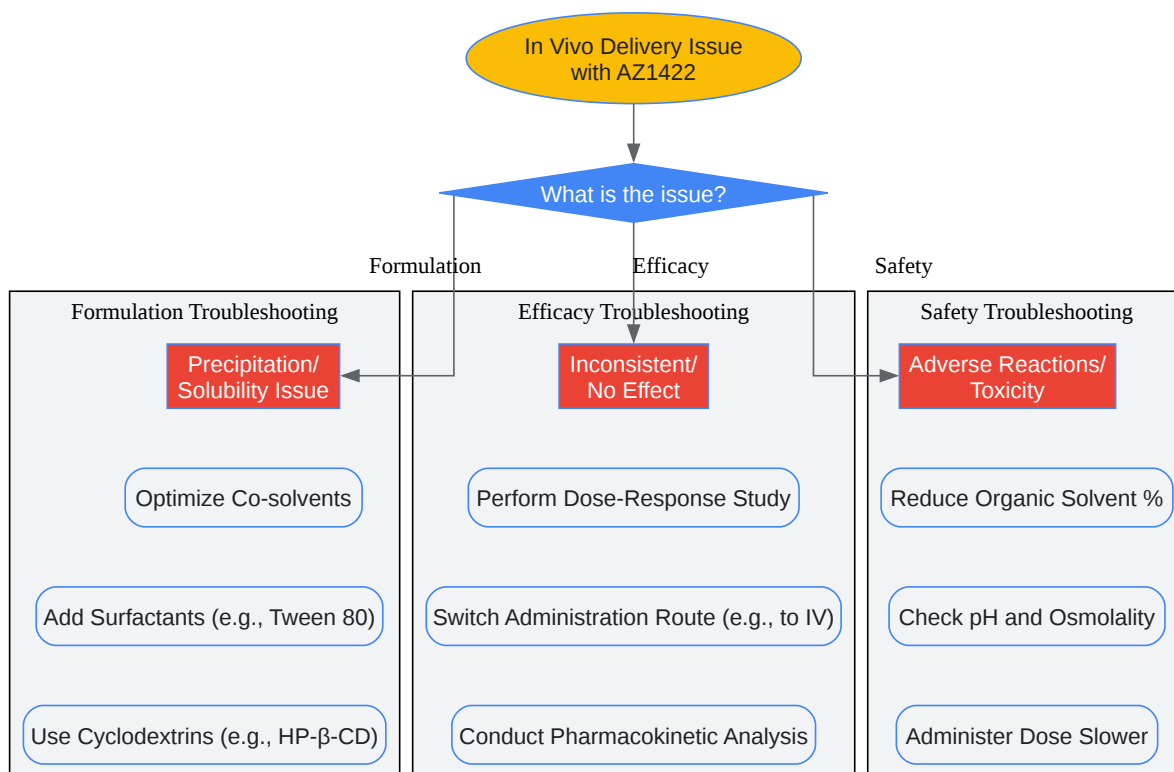 In Vivo Delivery Issue
with AZ1422
What is the issue?
Formulation
Efficacy
Safety
Formulation Troubleshooting
Precipitation/
Solubility Issue
Optimize Co-solvents
Add Surfactants (e.g., Tween 80)
Use Cyclodextrins (e.g., HP-β-CD)
Efficacy Troubleshooting
Inconsistent/
No Effect
Perform Dose-Response Study
Switch Administration Route (e.g., to IV)
Conduct Pharmacokinetic Analysis
Safety Troubleshooting
Adverse Reactions/
Toxicity
Reduce Organic Solvent %
Check pH and Osmolality
Administer Dose Slower